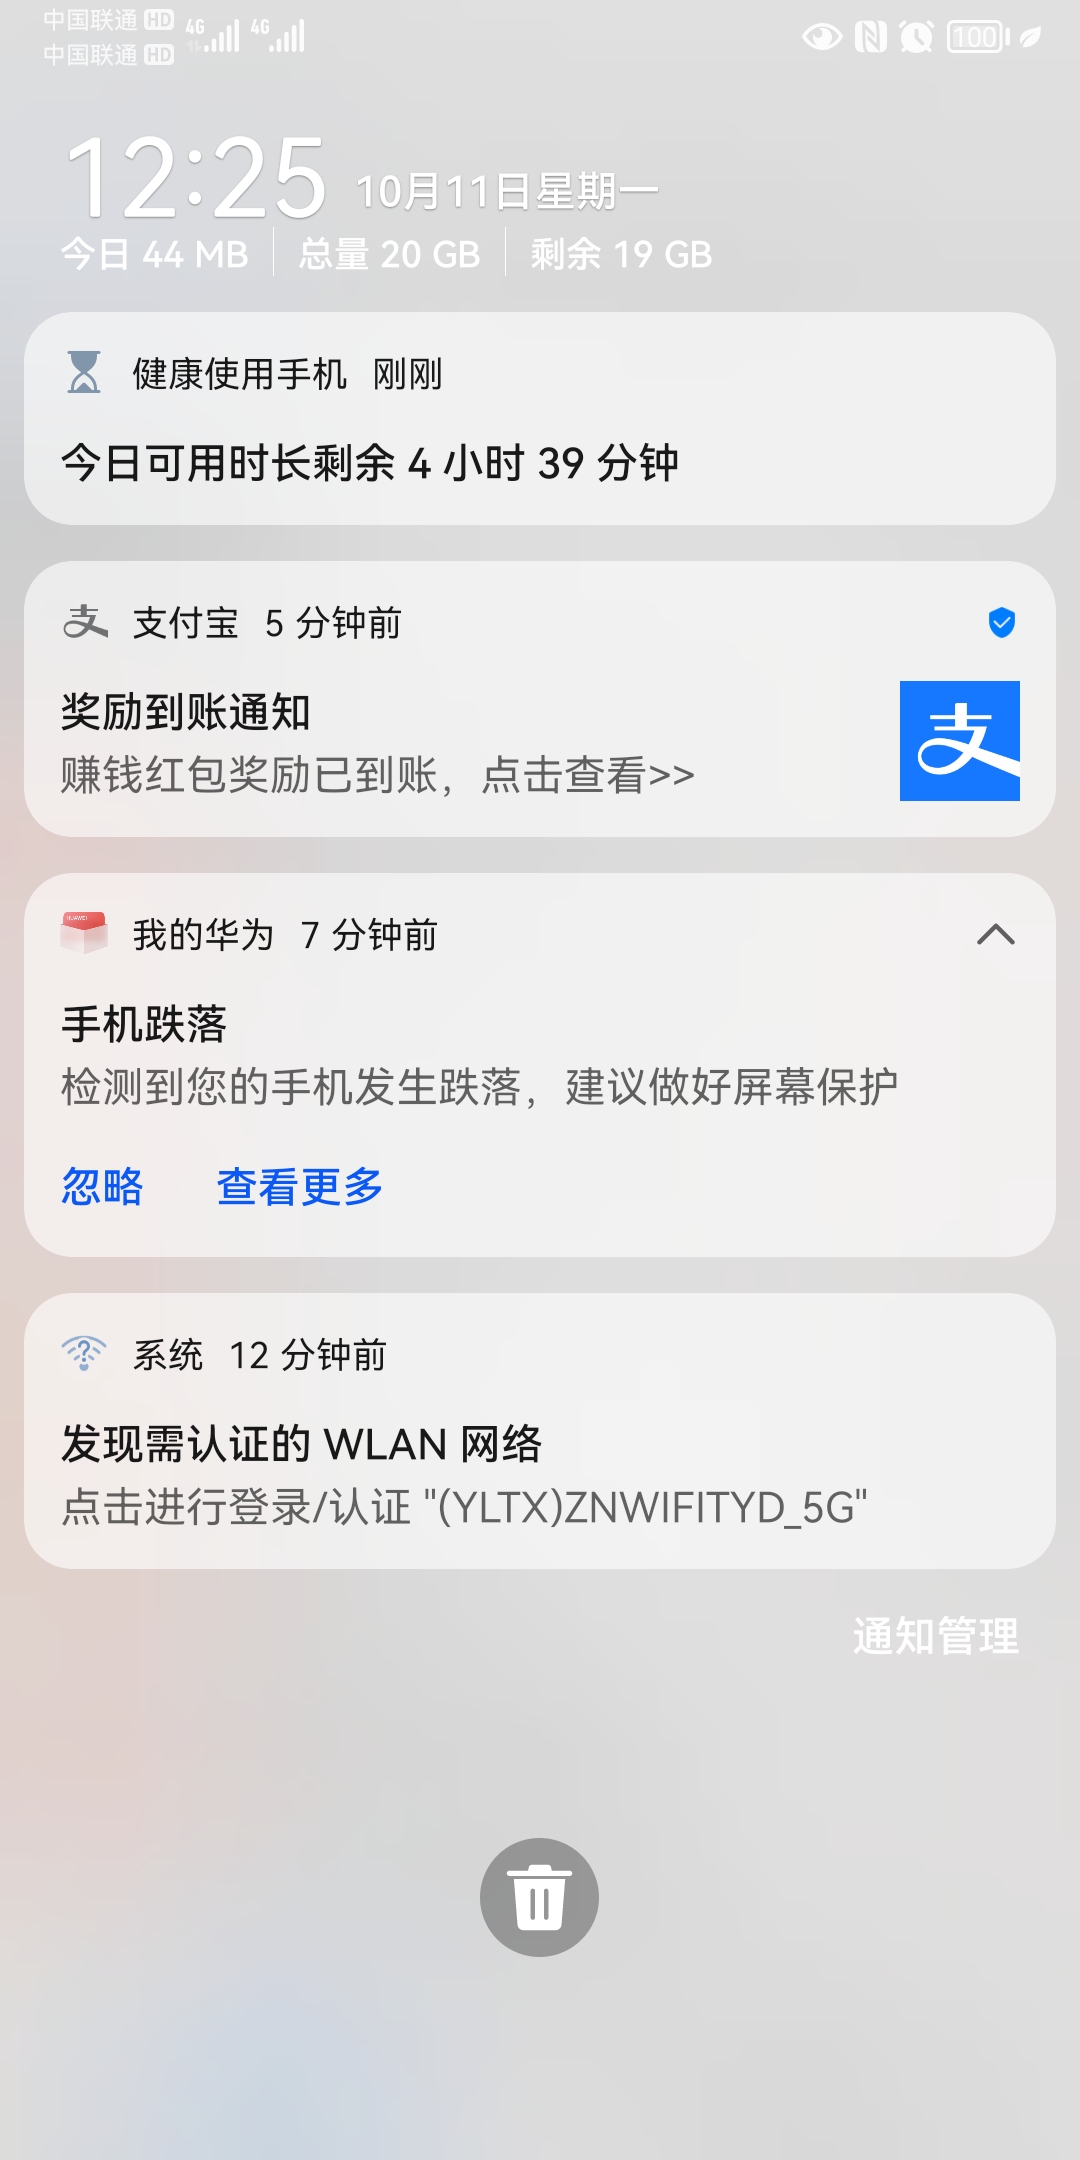 中国联通 HD 4G 4G 100
中国联通 HD
12:25 10月11日星期一
今日 44 MB 总量 20 GB 剩余 19 GB
健康使用手机 刚刚
今日可用时长剩余 4 小时 39 分钟
支付宝 5 分钟前
奖励到账通知
赚钱红包奖励已到账，点击查看>>
支
HUAWEI
我的华为 7 分钟前
手机跌落
检测到您的手机发生跌落，建议做好屏幕保护
忽略 查看更多
系统 12 分钟前
发现需认证的 WLAN 网络
点击进行登录/认证 "(YLTX)ZNWIFITYD_5G"
通知管理